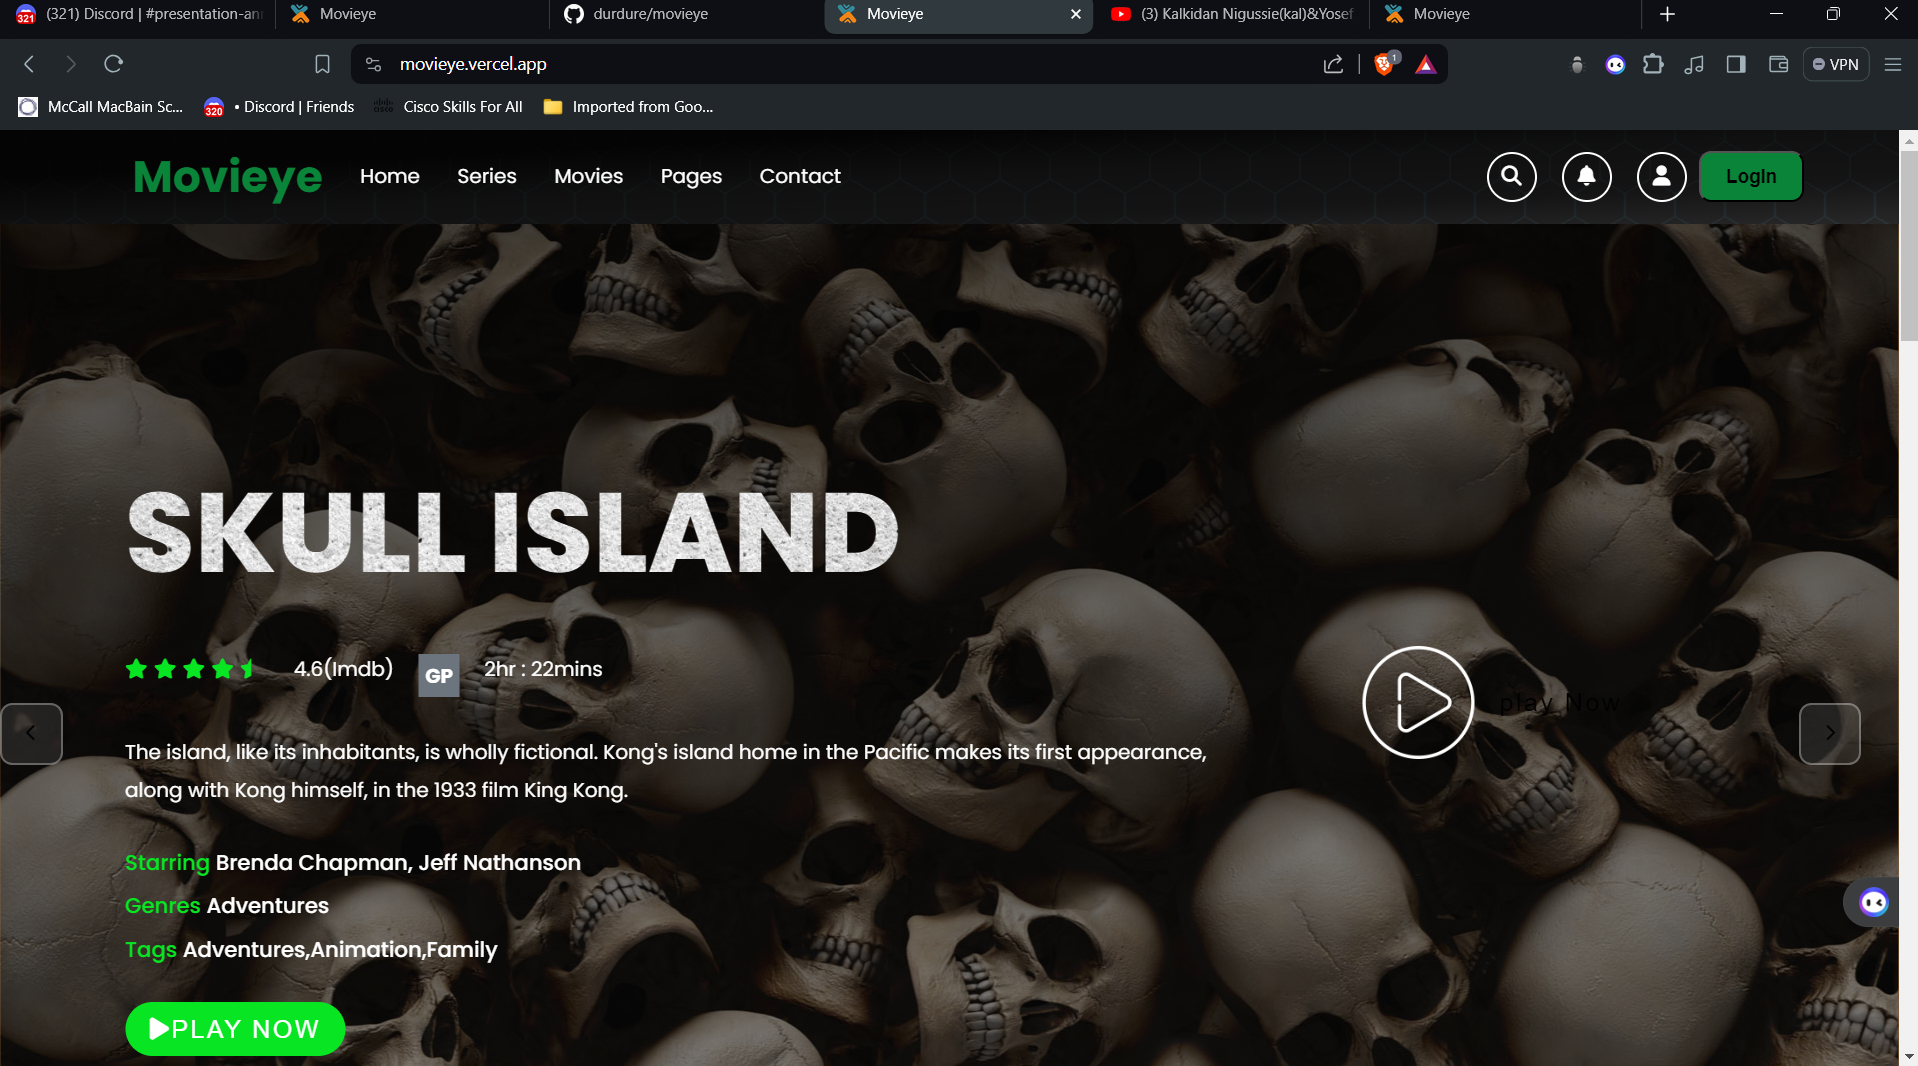 321 (321) Discord | #presentation-anr
Movieye
durdure/movieye
Movieye
(3) Kalkidan Nigussie(kal)&Yosef
Movieye
movieye.vercel.app
1
VPN
McCall MacBain Sc...
320 • Discord | Friends
Cisco Skills For All
Imported from Goo...
Movieye
Home
Series
Movies
Pages
Contact
LogIn
SKULL ISLAND
4.6(Imdb)
GP
2hr : 22mins
play Now
The island, like its inhabitants, is wholly fictional. Kong's island home in the Pacific makes its first appearance,
along with Kong himself, in the 1933 film King Kong.
Starring Brenda Chapman, Jeff Nathanson
Genres Adventures
Tags Adventures,Animation,Family
PLAY NOW